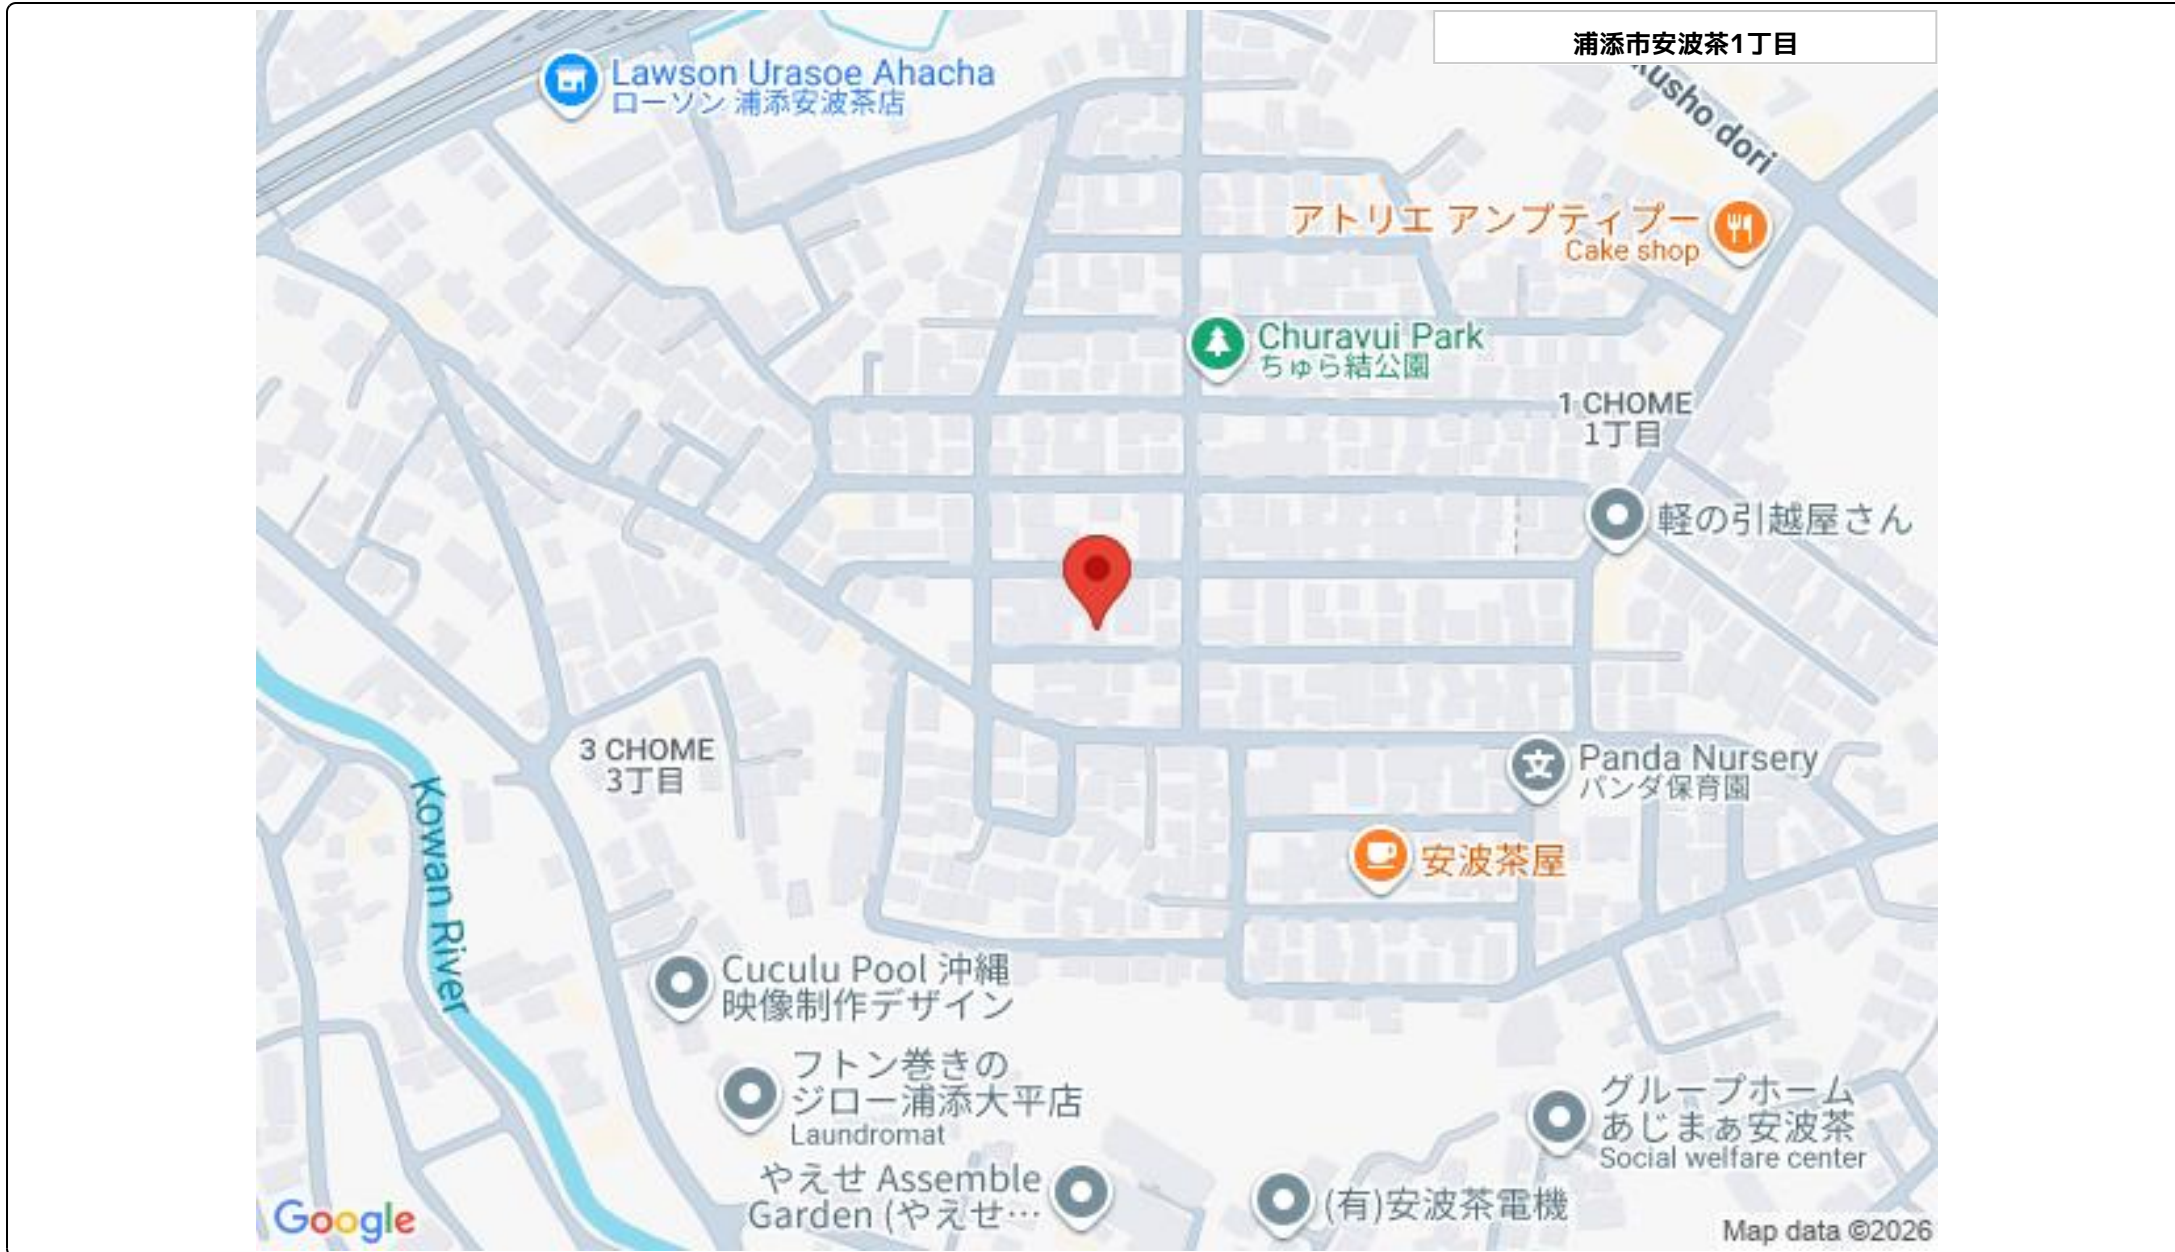 浦添市安波茶1丁目
Lawson Urasoe Ahacha
ローソン 浦添安波茶店
kusho dori
アトリエ アンプティプー
Cake shop
Churavui Park
ちゅら結公園
1 CHOME
1丁目
軽の引越屋さん
3 CHOME
3丁目
Panda Nursery
パンダ保育園
Kowan River
安波茶屋
Cuculu Pool 沖縄
映像制作デザイン
フトン巻きの
ジロー浦添大平店
Laundromat
グループホーム
あじまぁ安波茶
Social welfare center
やえせ Assemble
Garden (やえせ…
(有)安波茶電機
Google
Map data ©2026